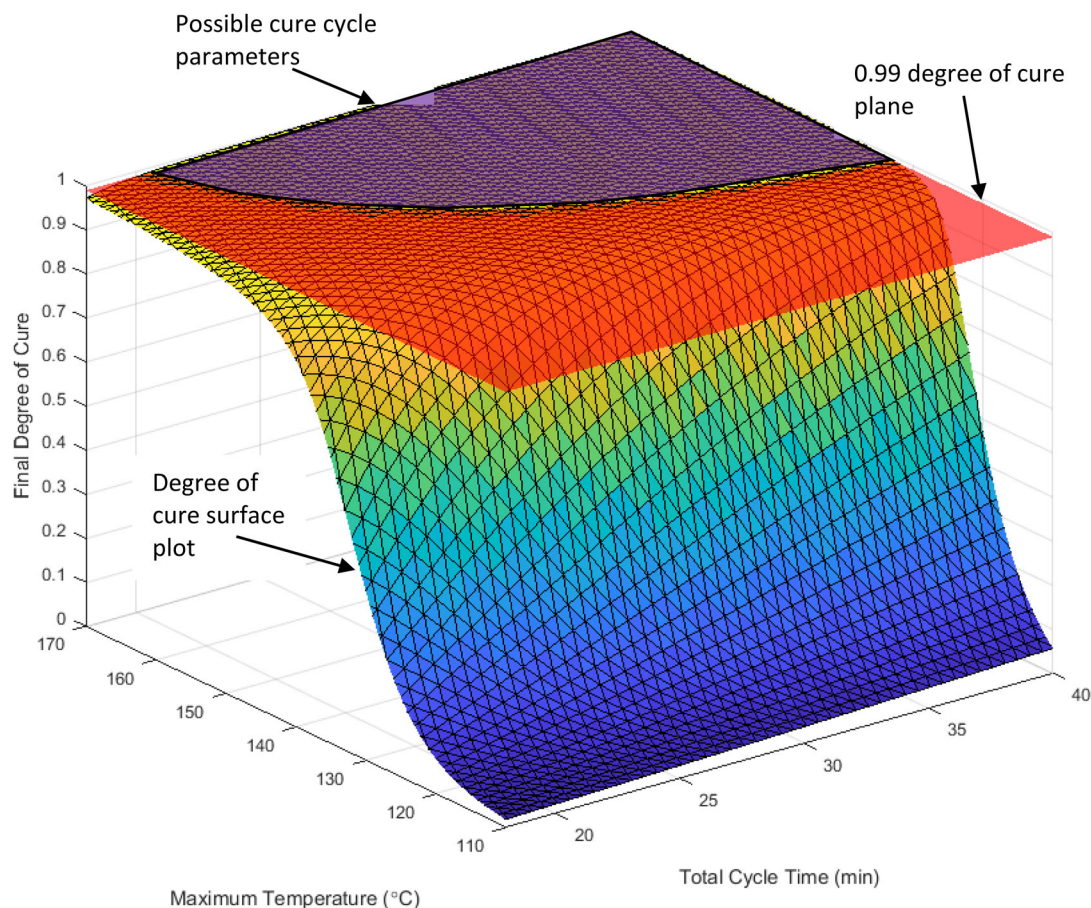 Possible cure cycle
parameters
0.99 degree of cure
plane
1
0.9
0.8
0.7
0.6
0.5
0.4
0.3
0.2
0.1
0
Final Degree of Cure
Degree of
cure surface
plot
170
160
150
140
130
120
110
Maximum Temperature (°C)
20
25
30
35
40
Total Cycle Time (min)